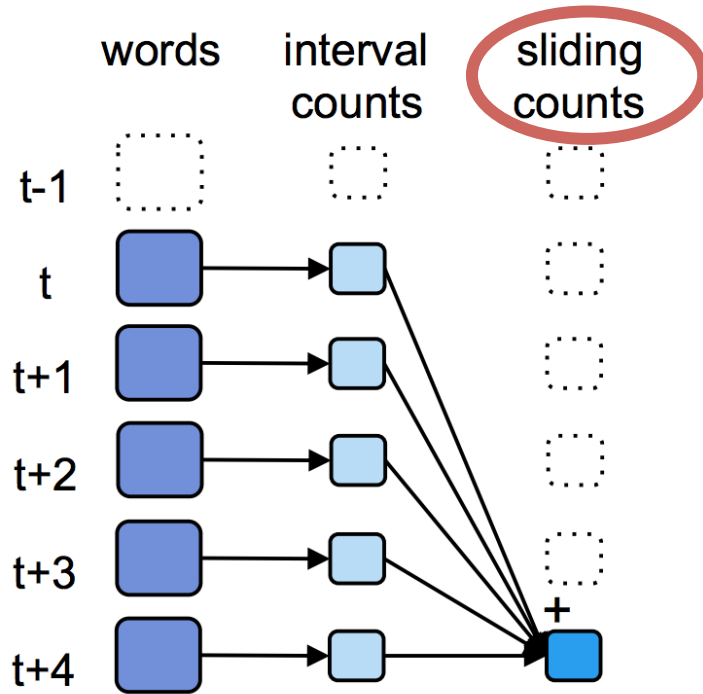 words
interval
counts
sliding
counts
t-1
t
t+1
t+2
t+3
+
t+4